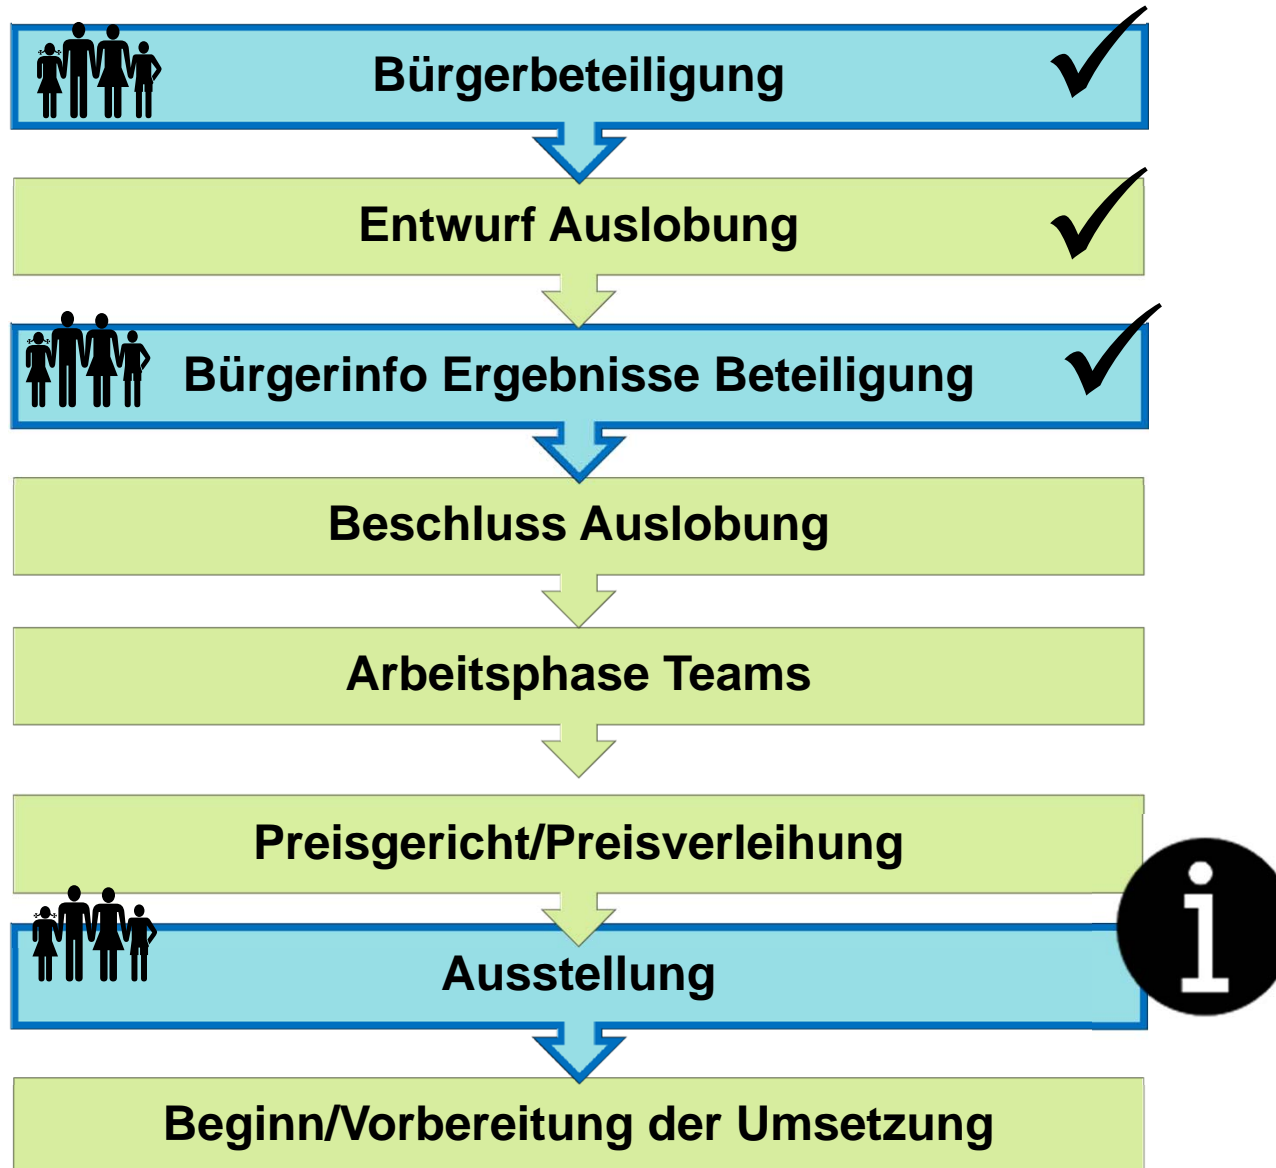 Bürgerbeteiligung
Entwurf Auslobung
Bürgerinfo Ergebnisse Beteiligung
Beschluss Auslobung
Arbeitsphase Teams
Preisgericht/Preisverleihung
Ausstellung
Beginn/Vorbereitung der Umsetzung